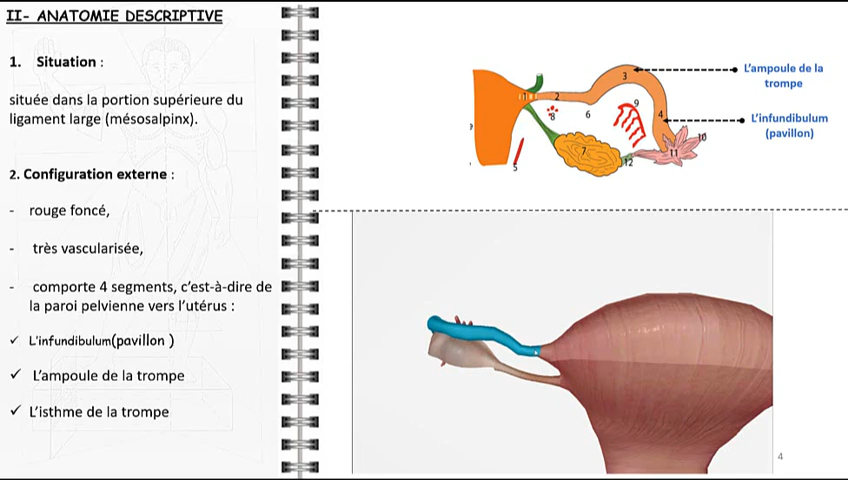 II- ANATOMIE DESCRIPTIVE
1. Situation :
située dans la portion supérieure du
ligament large (mésosalpinx).
2. Configuration externe :
- rouge foncé,
- très vascularisée,
- comporte 4 segments, c'est-à-dire de
la paroi pelvienne vers l'utérus :
✓ L'infundibulum(pavillon )
✓ L'ampoule de la trompe
✓ L'isthme de la trompe
L'ampoule de la
trompe
L'infundibulum
(pavillon)
1
2
3
4
5
6
7
8
9
10
11
12
4